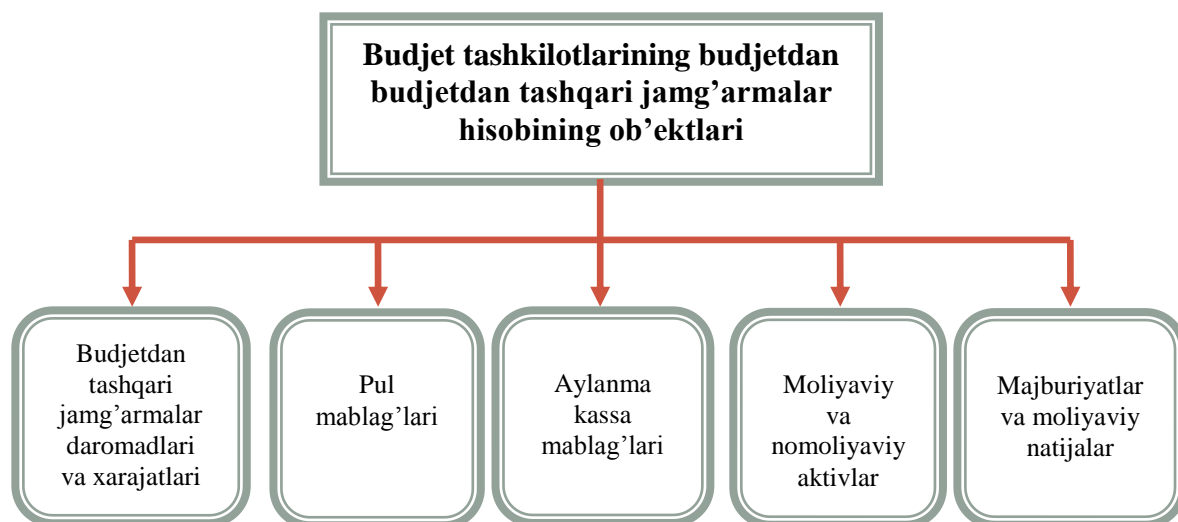 Budjet tashkilotlarining budjetdan
budjetdan tashqari jamg’armalar
hisobining ob’ektlari
Budjetdan
tashqari
jamg’armalar
daromadlari
va xarajatlari
Pul
mablag’lari
Aylanma
kassa
mablag’lari
Moliyaviy
va
nomoliyaviy
aktivlar
Majburiyatlar
va moliyaviy
natijalar